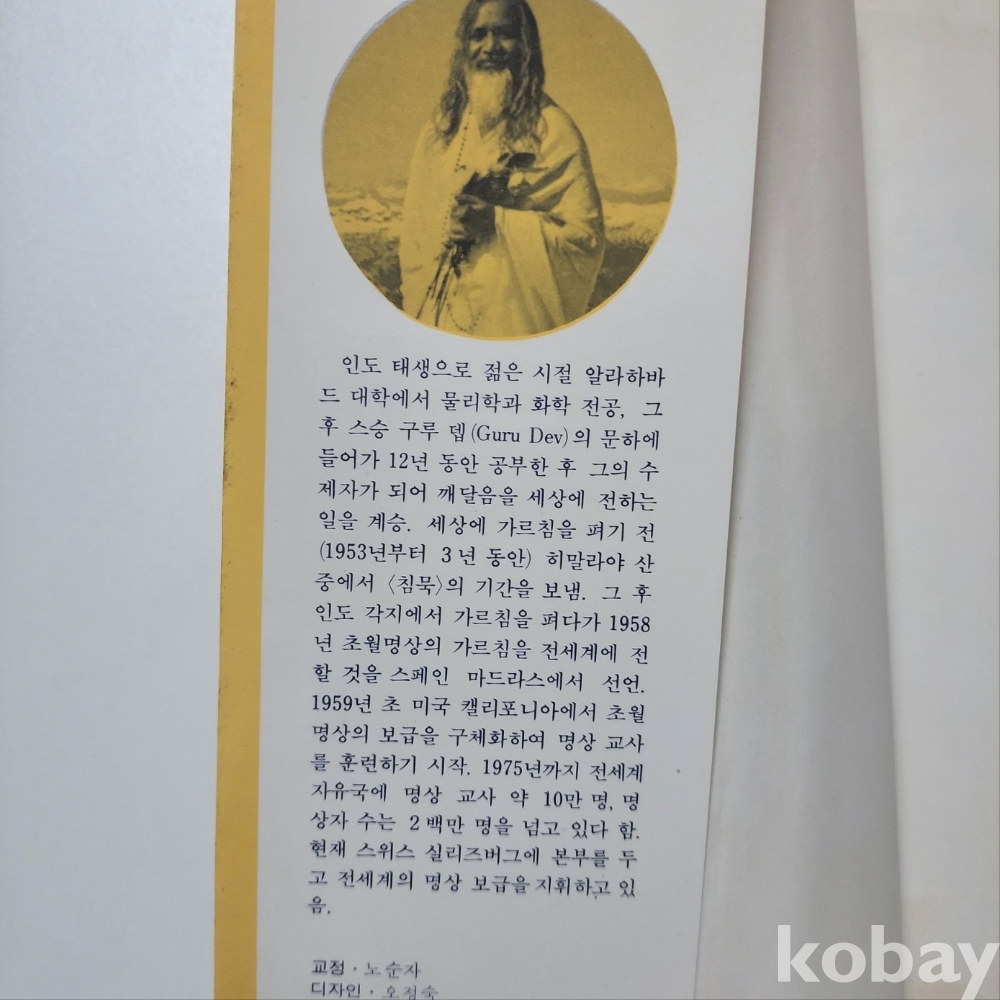 인도 태생으로 젊은 시절 알라하바
드 대학에서 물리학과 화학 전공, 그
후 스승 구루 뎁(Guru Dev)의 문하에
들어가 12년 동안 공부한 후 그의 수
제자가 되어 깨달음을 세상에 전하는
일을 계승. 세상에 가르침을 펴기 전
(1953년부터 3년 동안) 히말라야 산
중에서 〈침묵〉의 기간을 보냄. 그 후
인도 각지에서 가르침을 펴다가 1958
년 초월명상의 가르침을 전세계에 전
할 것을 스페인 마드라스에서 선언.
1959년 초 미국 캘리포니아에서 초월
명상의 보급을 구체화하여 명상 교사
를 훈련하기 시작. 1975년까지 전세계
자유국에 명상 교사 약 10만 명, 명
상자 수는 2백만 명을 넘고 있다 함.
현재 스위스 실리즈버그에 본부를 두
고 전세계의 명상 보급을 지휘하고 있
음.
교정 · 노순자
디자인 · 오정숙
kobay